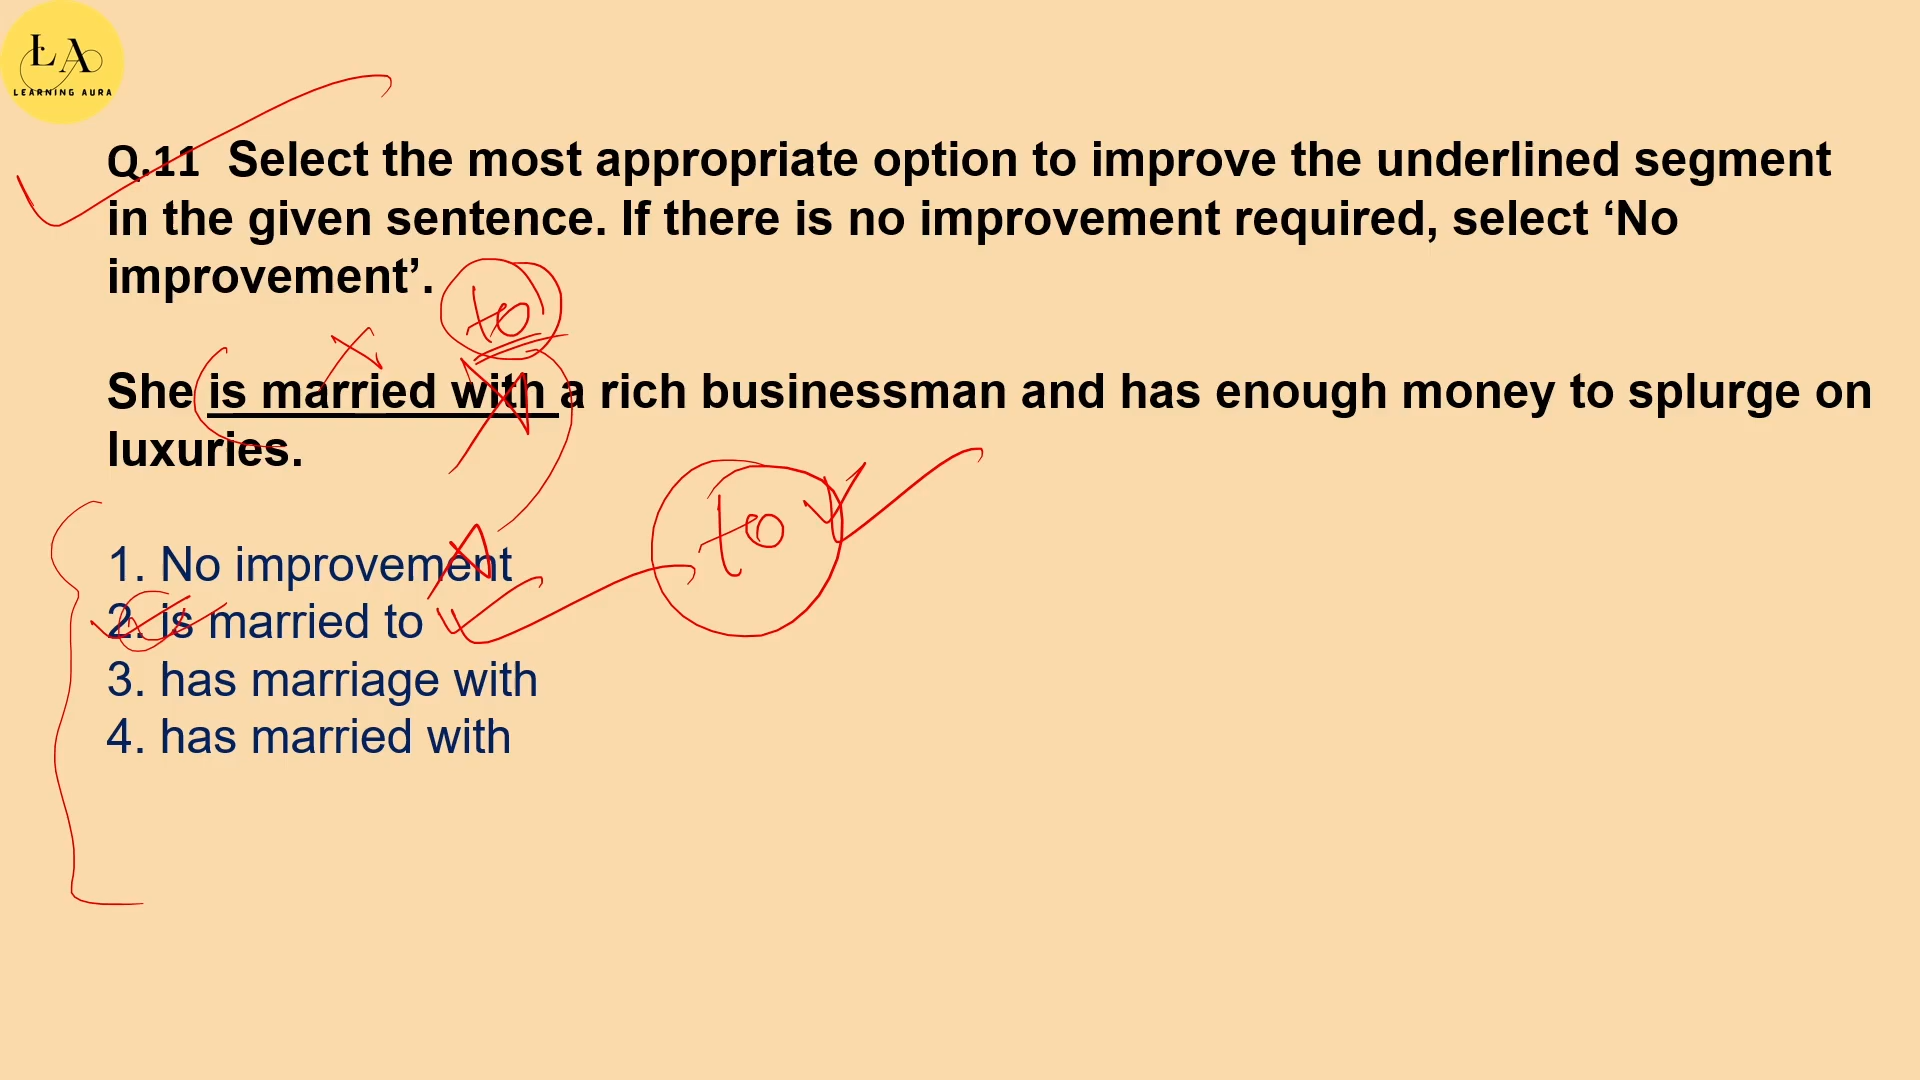 LA
LEARNING AURA
Q.11 Select the most appropriate option to improve the underlined segment
in the given sentence. If there is no improvement required, select ‘No
improvement’.
to
She is married with a rich businessman and has enough money to splurge on
luxuries.
to
1. No improvement
2. is married to
3. has marriage with
4. has married with